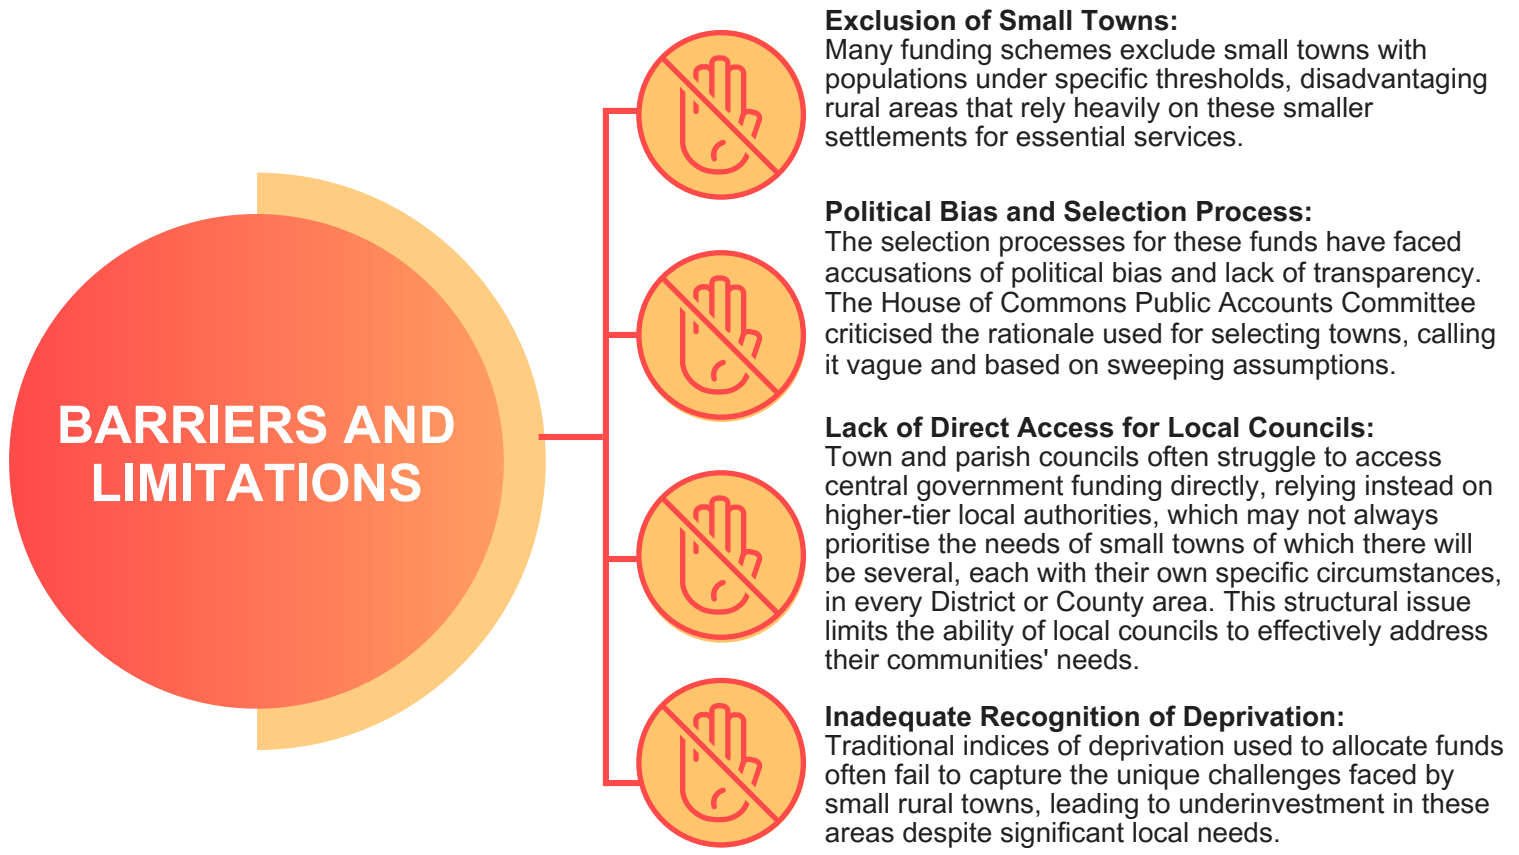 BARRIERS AND
LIMITATIONS
Exclusion of Small Towns:
Many funding schemes exclude small towns with
populations under specific thresholds, disadvantaging
rural areas that rely heavily on these smaller
settlements for essential services.
Political Bias and Selection Process:
The selection processes for these funds have faced
accusations of political bias and lack of transparency.
The House of Commons Public Accounts Committee
criticised the rationale used for selecting towns, calling
it vague and based on sweeping assumptions.
Lack of Direct Access for Local Councils:
Town and parish councils often struggle to access
central government funding directly, relying instead on
higher-tier local authorities, which may not always
prioritise the needs of small towns of which there will
be several, each with their own specific circumstances,
in every District or County area. This structural issue
limits the ability of local councils to effectively address
their communities' needs.
Inadequate Recognition of Deprivation:
Traditional indices of deprivation used to allocate funds
often fail to capture the unique challenges faced by
small rural towns, leading to underinvestment in these
areas despite significant local needs.